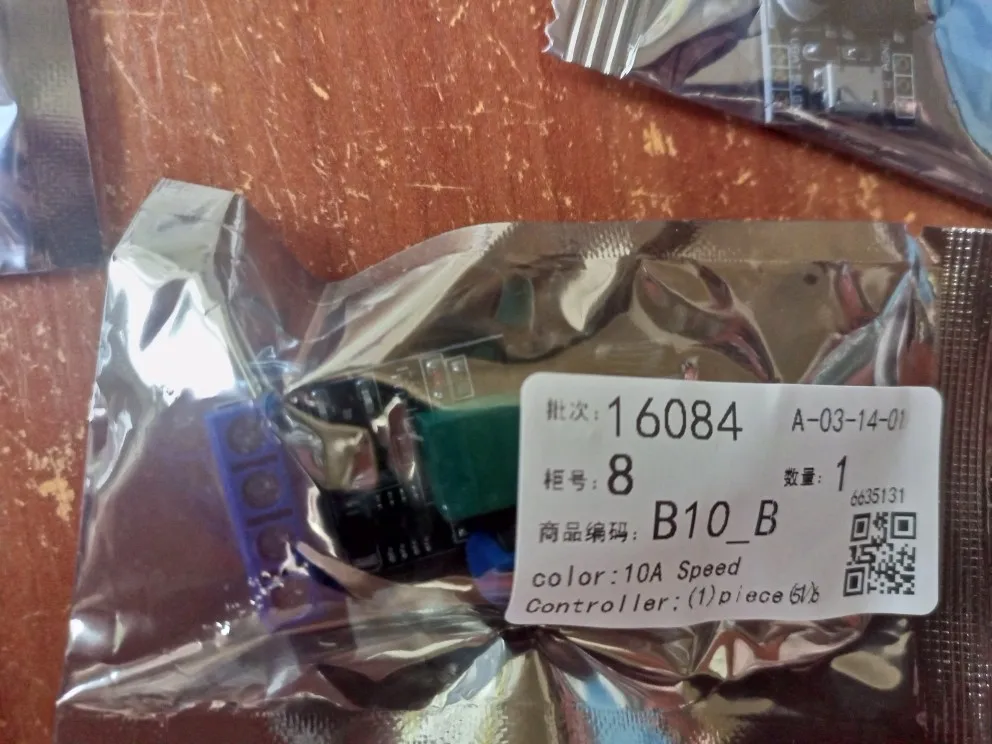 批次: 16084 A-03-14-01
柜号: 8 数量: 1
6635131
商品编码: B10_B
color:10A Speed
Controller;(1)piece